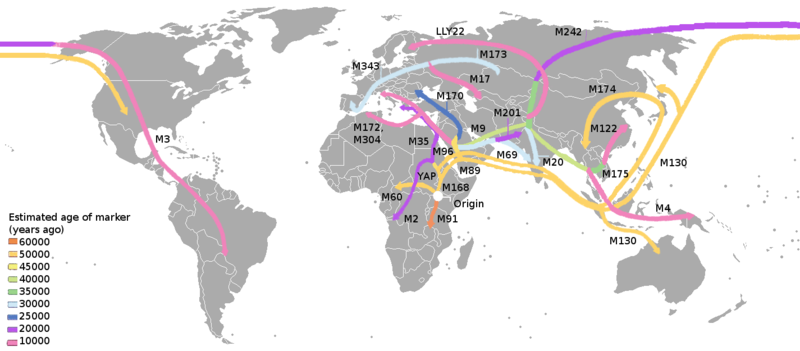 LLY22
M242
M173
M343
M17
M174
M170
M201
M172,
M304
M9
M122
M3
M35
M96
M69
M20
M130
YAP
M89
M175
M168
M60
Origin
M4
M2
M91
M130
Estimated age of marker
(years ago)
60000
50000
45000
40000
35000
30000
25000
20000
10000